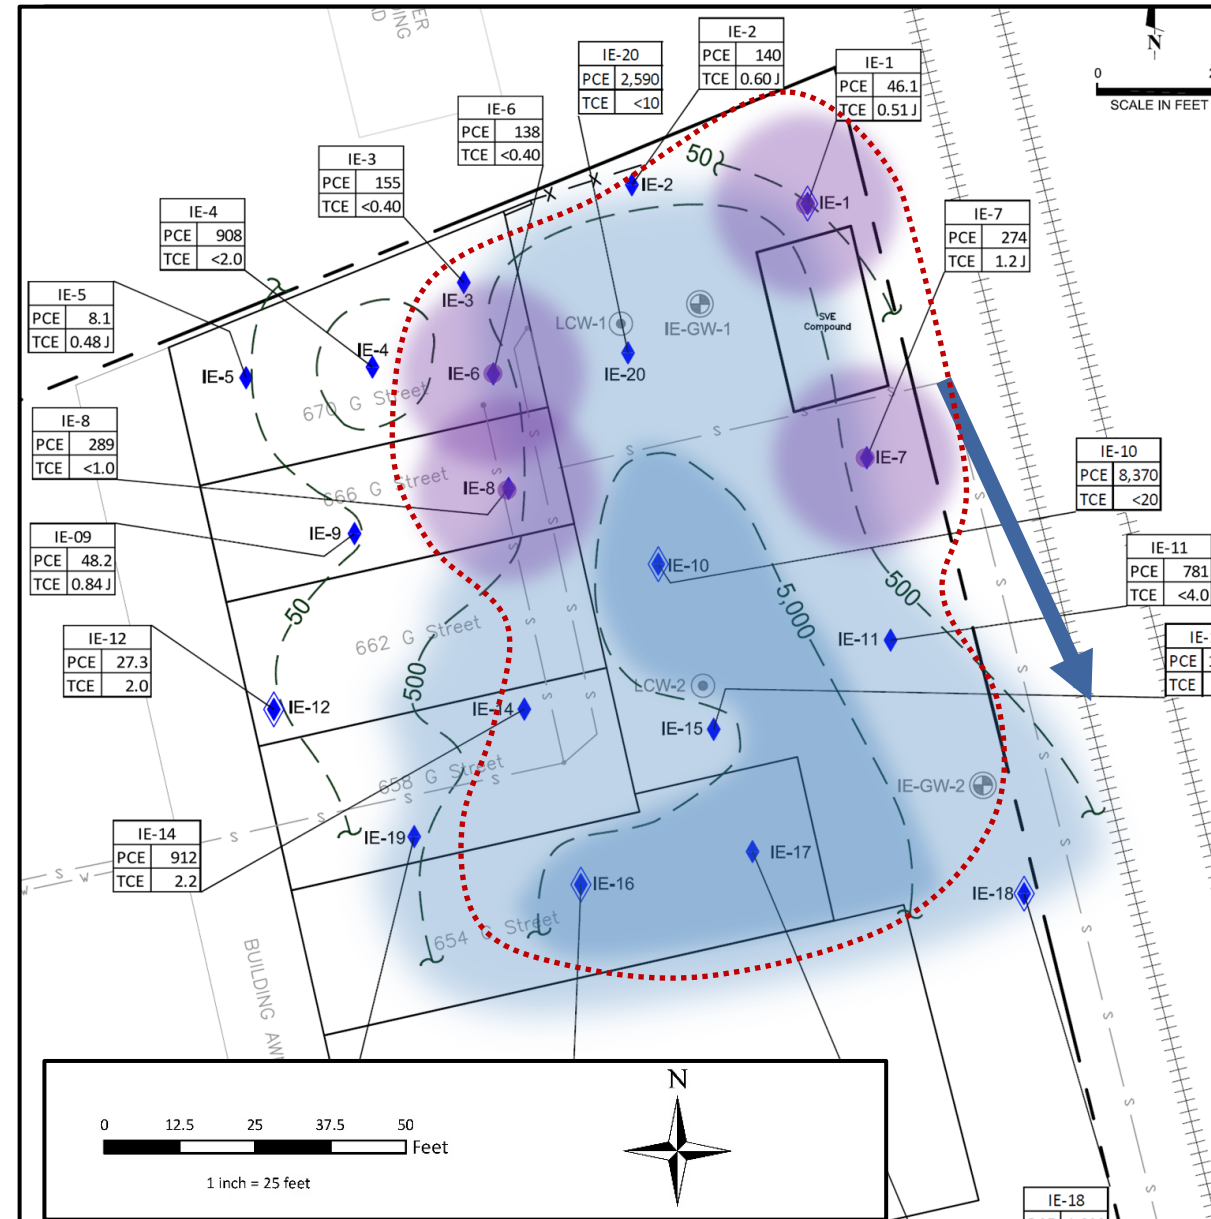 N
0
SCALE IN FEET
IE-2
PCE 140
TCE 0.60 J
IE-20
PCE 2,590
TCE <10
IE-1
PCE 46.1
TCE 0.51 J
IE-6
PCE 138
TCE <0.40
IE-3
PCE 155
TCE <0.40
IE-4
PCE 908
TCE <2.0
IE-7
PCE 274
TCE 1.2 J
IE-5
PCE 8.1
TCE 0.48 J
IE-8
PCE 289
TCE <1.0
IE-10
PCE 8,370
TCE <20
IE-09
PCE 48.2
TCE 0.84 J
IE-11
PCE 781
TCE <4.0
IE-12
PCE 27.3
TCE 2.0
PCE
TCE
IE-14
PCE 912
TCE 2.2
IE-18
50
IE-2
IE-1
IE-3
LCW-1
IE-GW-1
SVE
Compound
IE-4
IE-5
IE-6
IE-20
670 G Street
IE-7
666 G Street
IE-8
IE-9
IE-10
500
5,000
50
662 G Street
IE-11
500
LCW-2
IE-12
IE-14
IE-15
658 G Street
IE-GW-2
IE-19
IE-17
IE-16
IE-18
654 G Street
BUILDING
N
0 12.5 25 37.5 50
Feet
1 inch = 25 feet